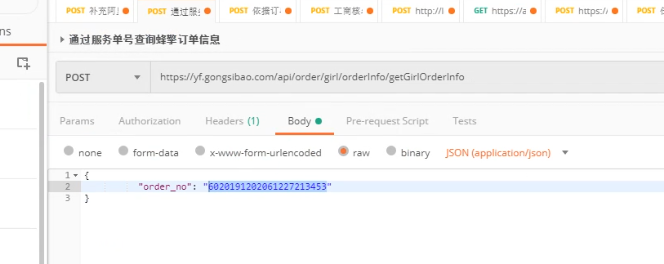 POST 补充阿里
POST 通过服务
POST 依据订
POST 工商核
POST http://l
GET https://a
POST https://
ns
通过服务单号查询蜂擎订单信息
POST https://yf.gongsibao.com/api/order/girl/orderInfo/getGirlOrderInfo
Params Authorization Headers (1) Body Pre-request Script Tests
none form-data x-www-form-urlencoded raw binary JSON (application/json)
1 {
2 "order_no": "6020191202061227213453"
3 }